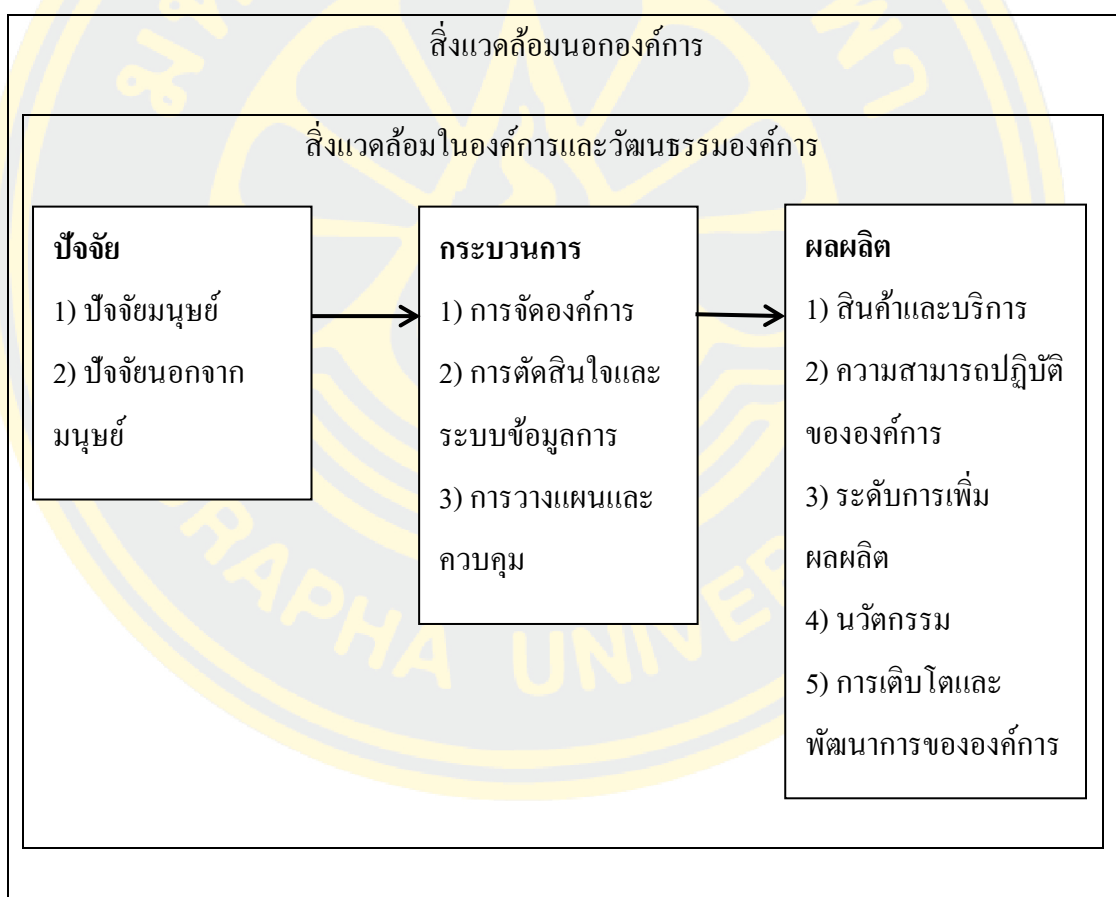 สิ่งแวดล้อมนอกองค์การ
สิ่งแวดล้อมในองค์การและวัฒนธรรมองค์การ
ปัจจัย
1) ปัจจัยมนุษย์
2) ปัจจัยนอกจาก
มนุษย์
กระบวนการ
1) การจัดองค์การ
2) การตัดสินใจและ
ระบบข้อมูลการ
3) การวางแผนและ
ควบคุม
ผลผลิต
1) สินค้าและบริการ
2) ความสามารถปฏิบัติ
ขององค์การ
3) ระดับการเพิ่ม
ผลผลิต
4) นวัตกรรม
5) การเติบโตและ
พัฒนาการขององค์การ
RAPHA UNIVER